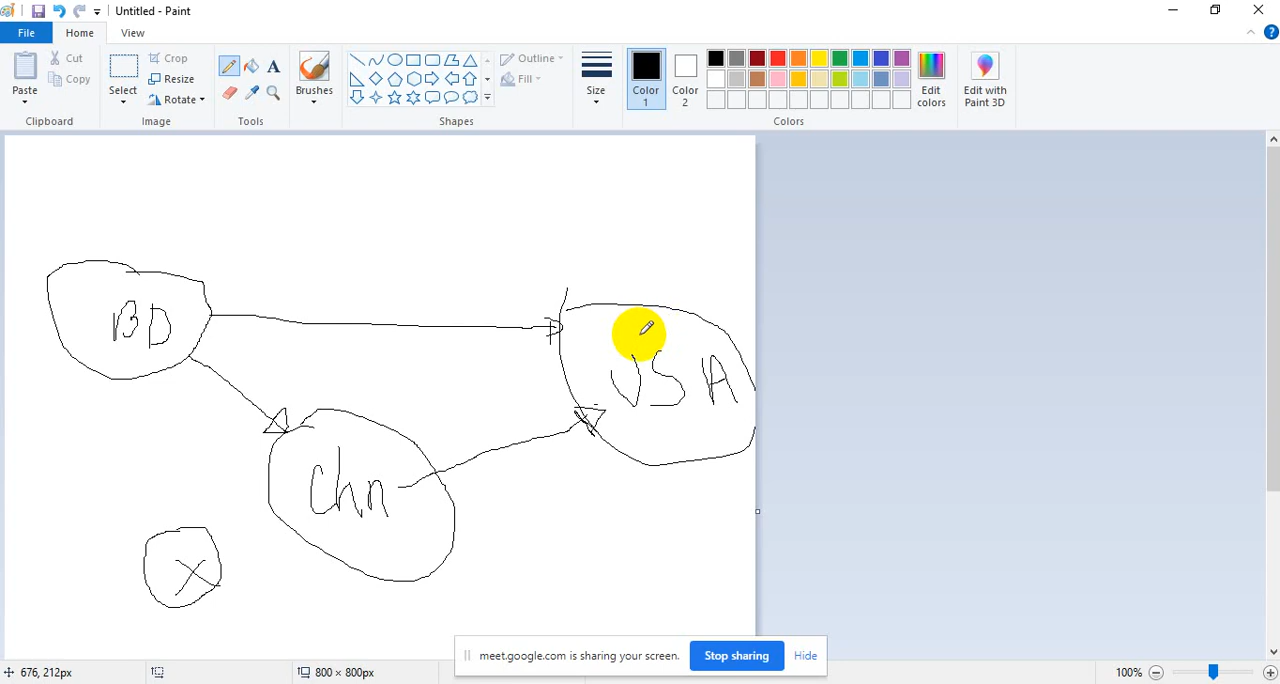 Untitled - Paint
File
Home
View
Paste
Cut
Copy
Clipboard
Select
Crop
Resize
Rotate
Image
A
Tools
Brushes
Shapes
Outline
Fill
Size
Color 1
Color 2
Edit colors
Colors
Edit with Paint 3D
BD
USA
Chn
X
meet.google.com is sharing your screen.
Stop sharing
Hide
676, 212px
800 × 800px
100%